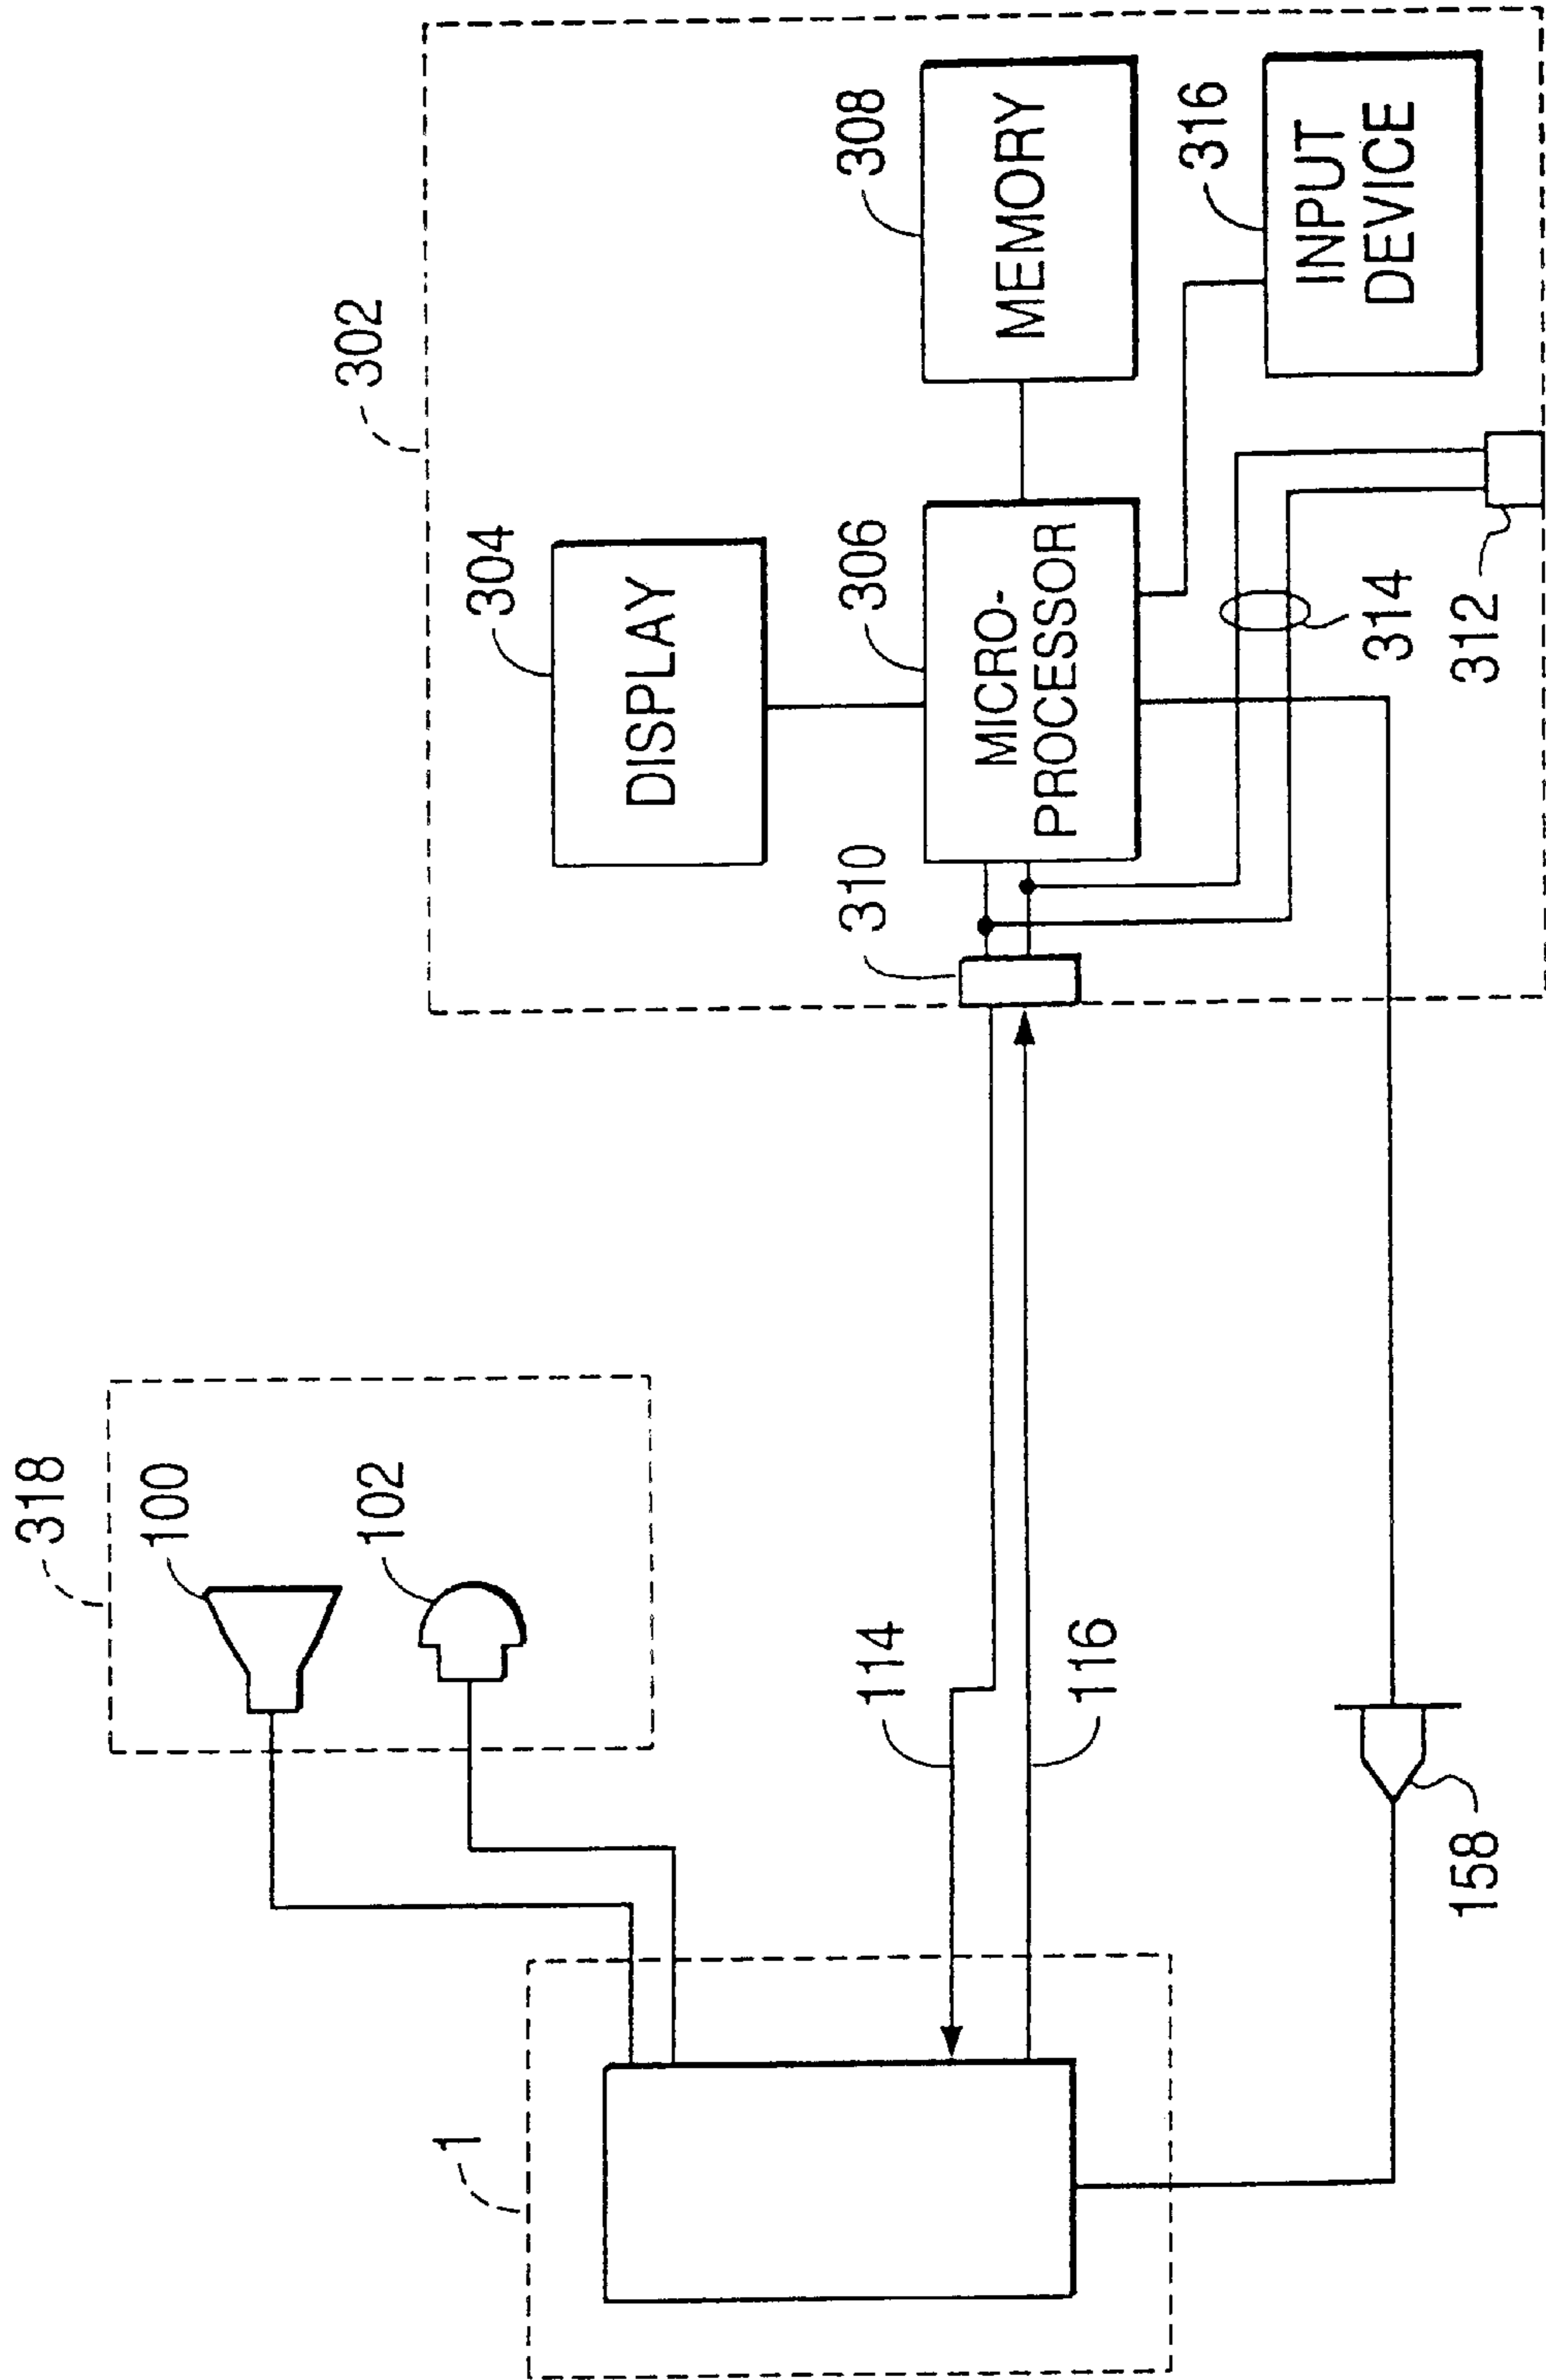 318
100
102
1
114
116
158
302
304
DISPLAY
306
MICRO-
PROCESSOR
308
MEMORY
310
316
INPUT
DEVICE
314
312